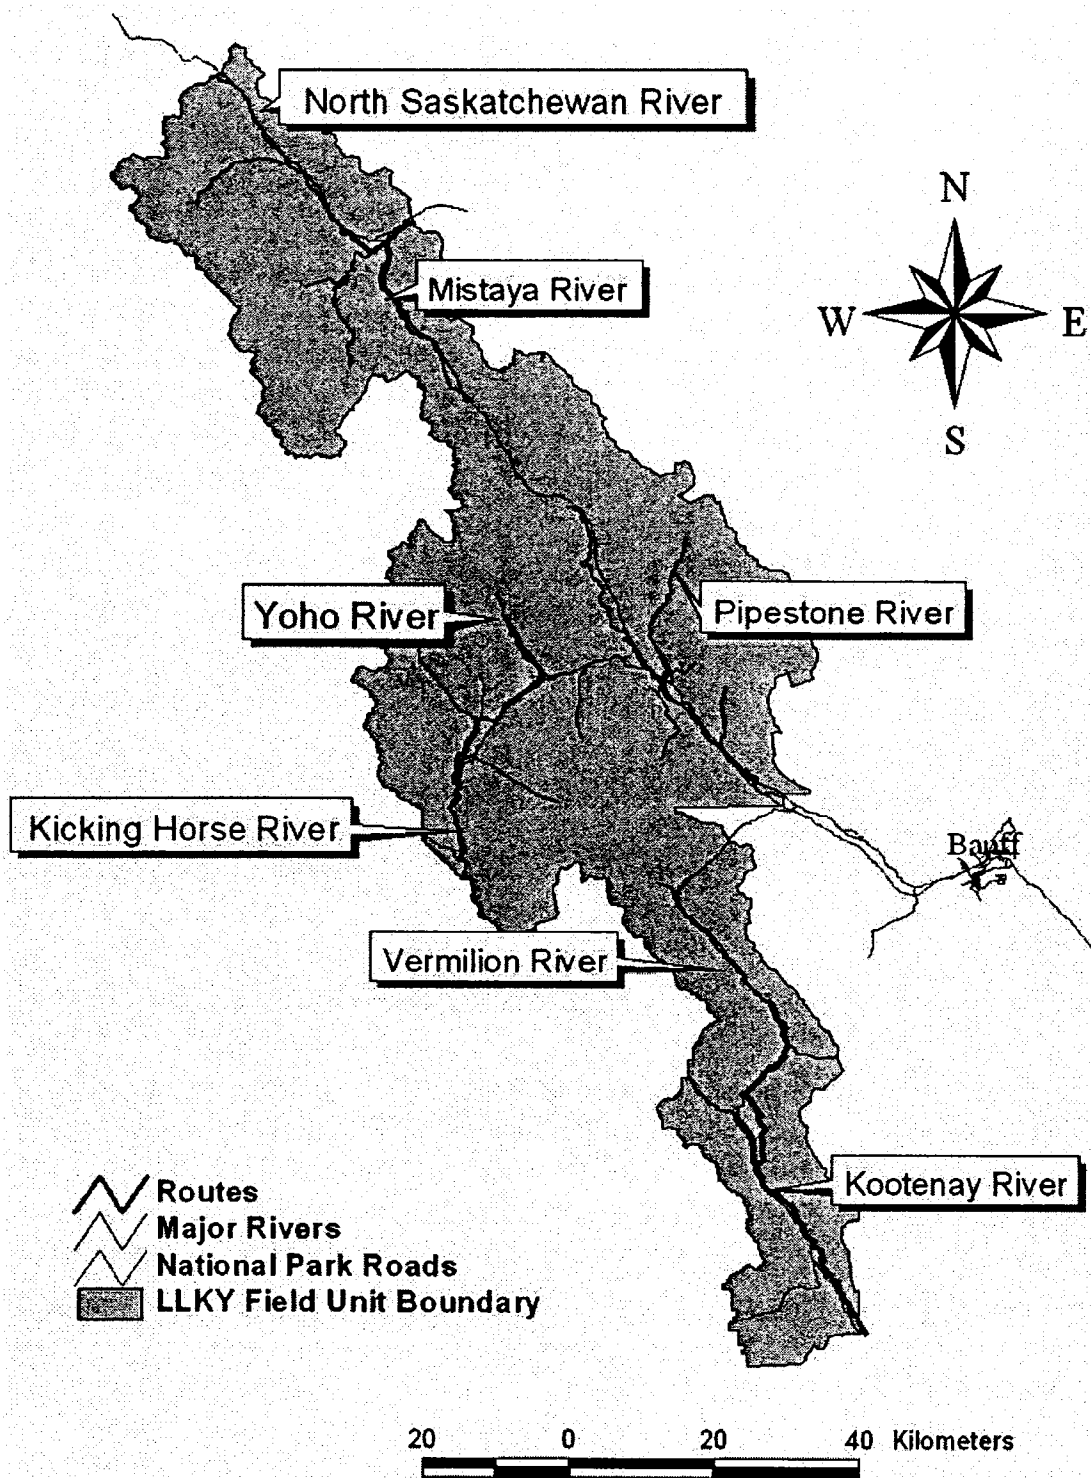 North Saskatchewan River
N
Mistaya River
W
E
S
Yoho River
Pipestone River
Kicking Horse River
Banff
Vermilion River
Kootenay River
Routes
Major Rivers
National Park Roads
LLKY Field Unit Boundary
20 0 20 40 Kilometers